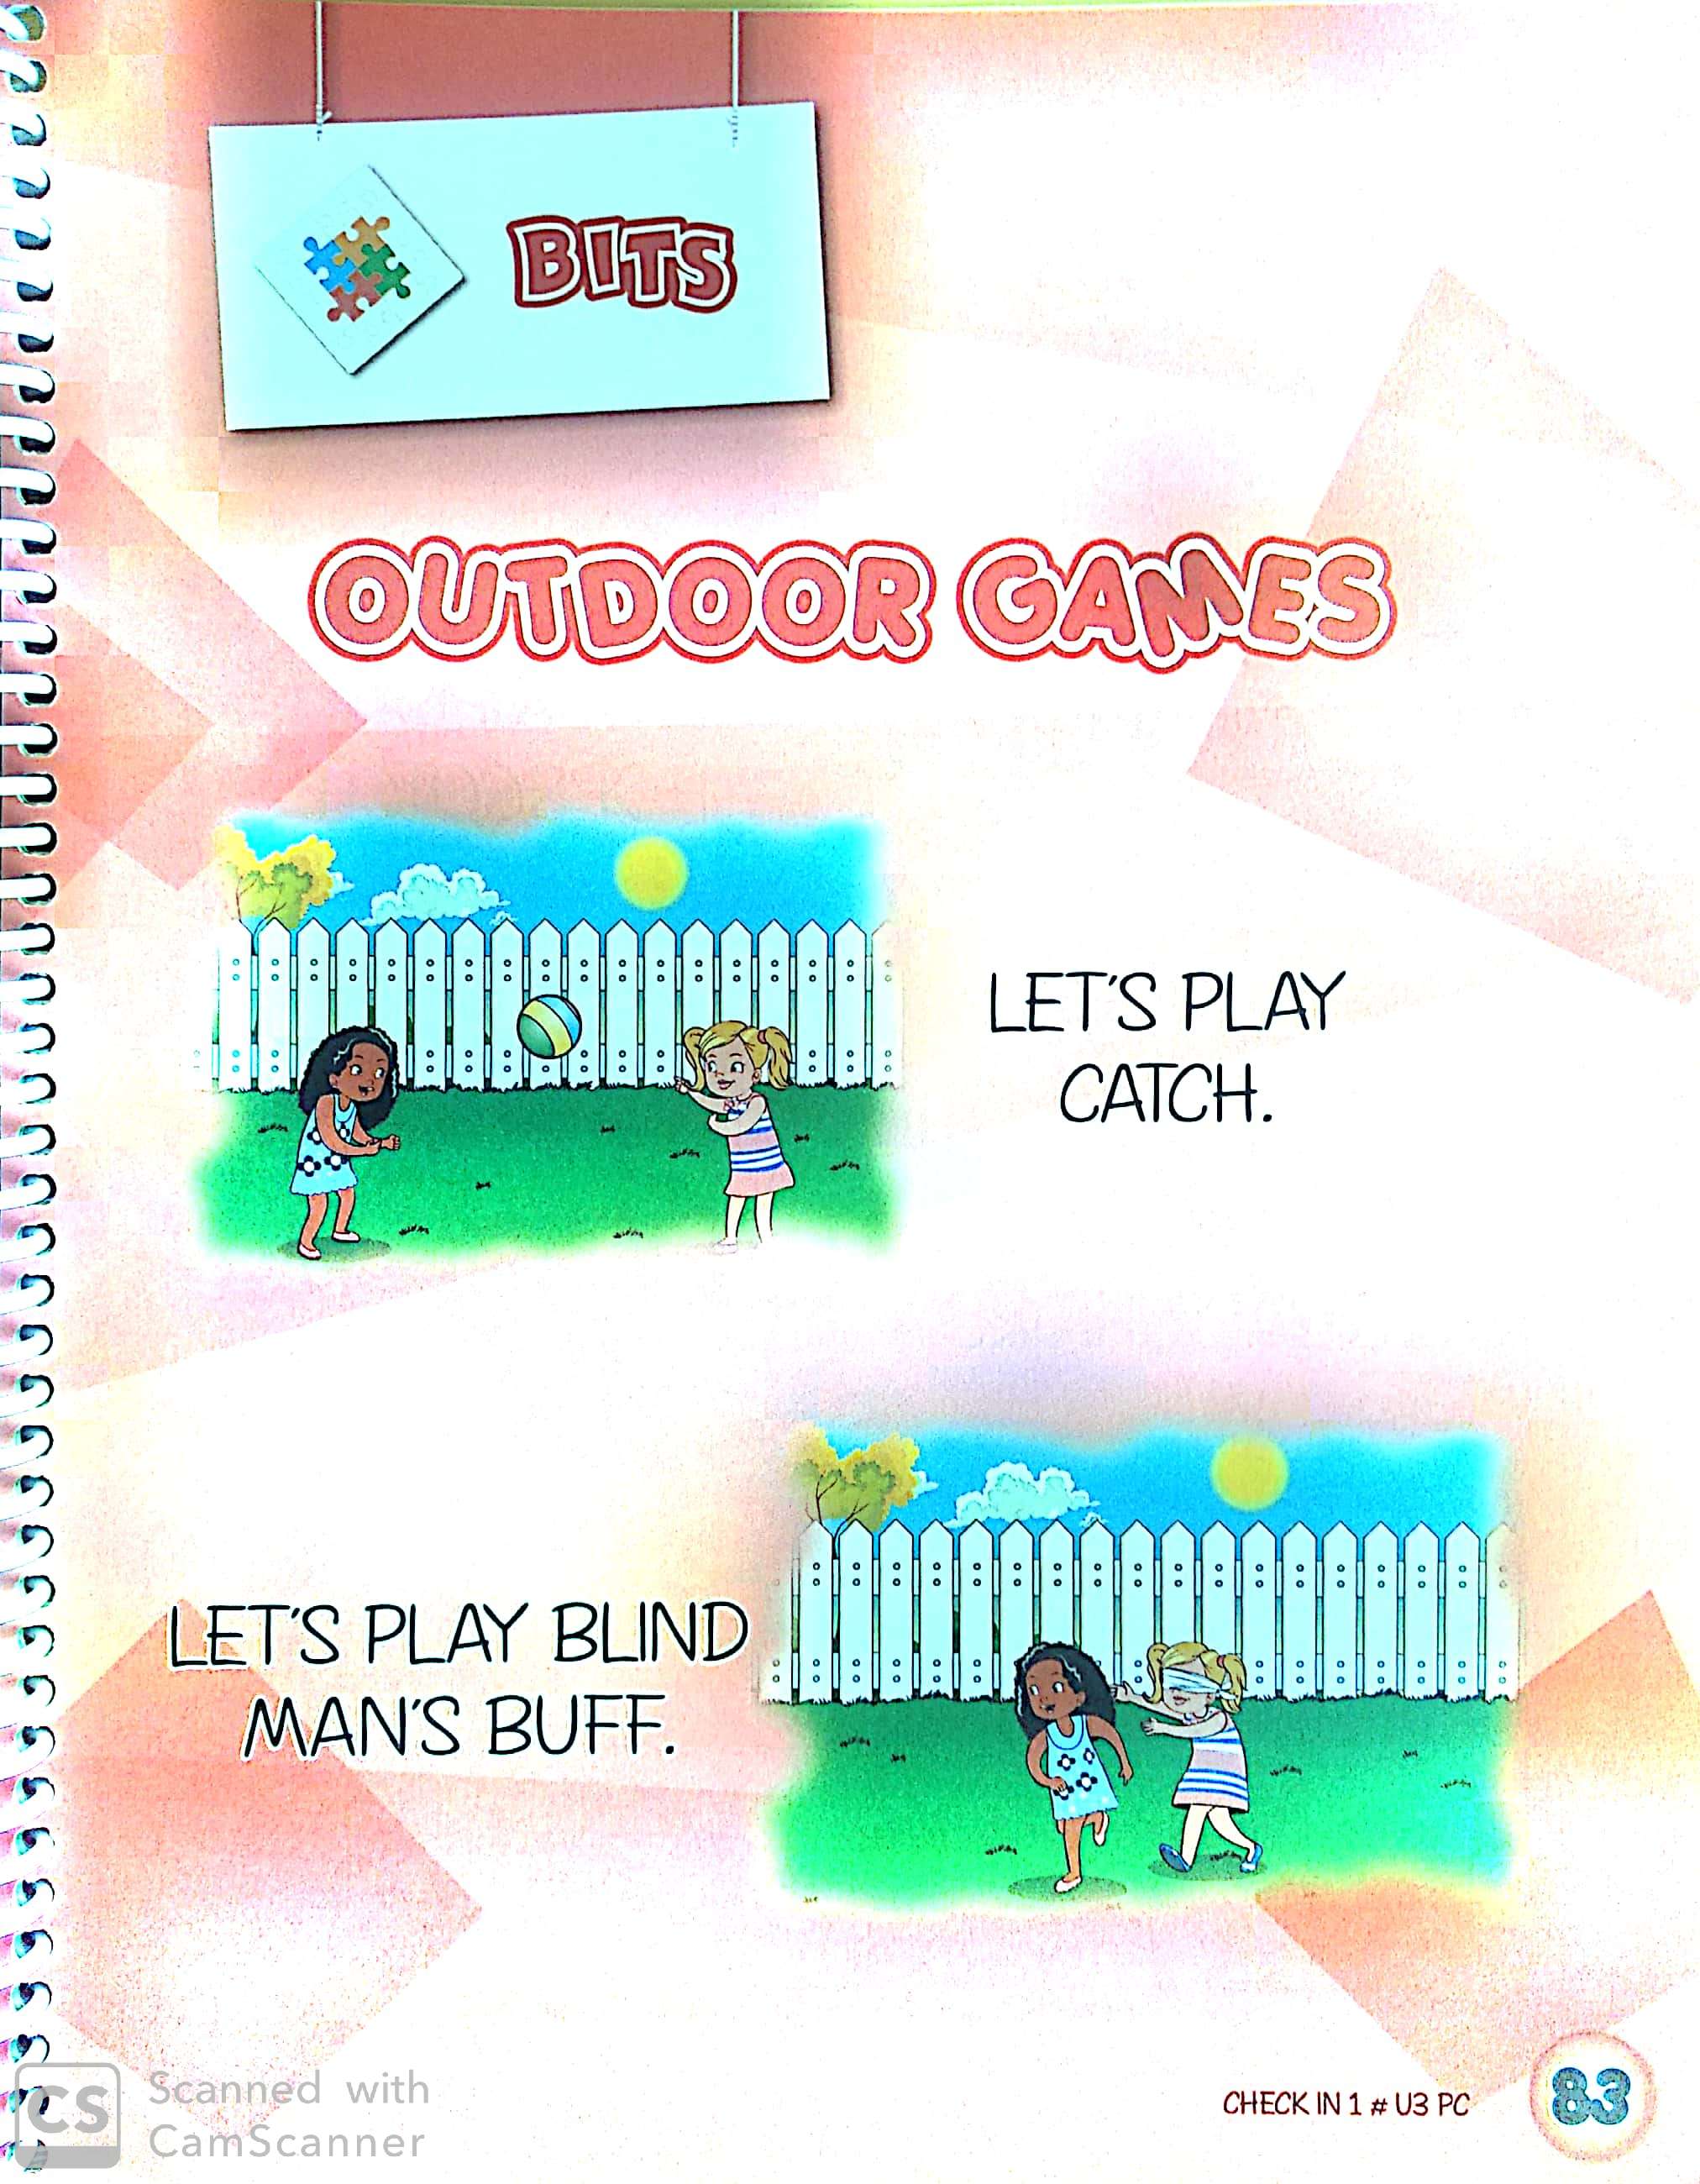 BITS
OUTDOOR GAMES
LET'S PLAY
CATCH.
LET'S PLAY BLIND
MAN'S BUFF.
CHECK IN 1 # U3 PC
83
CS
Scanned with
CamScanner